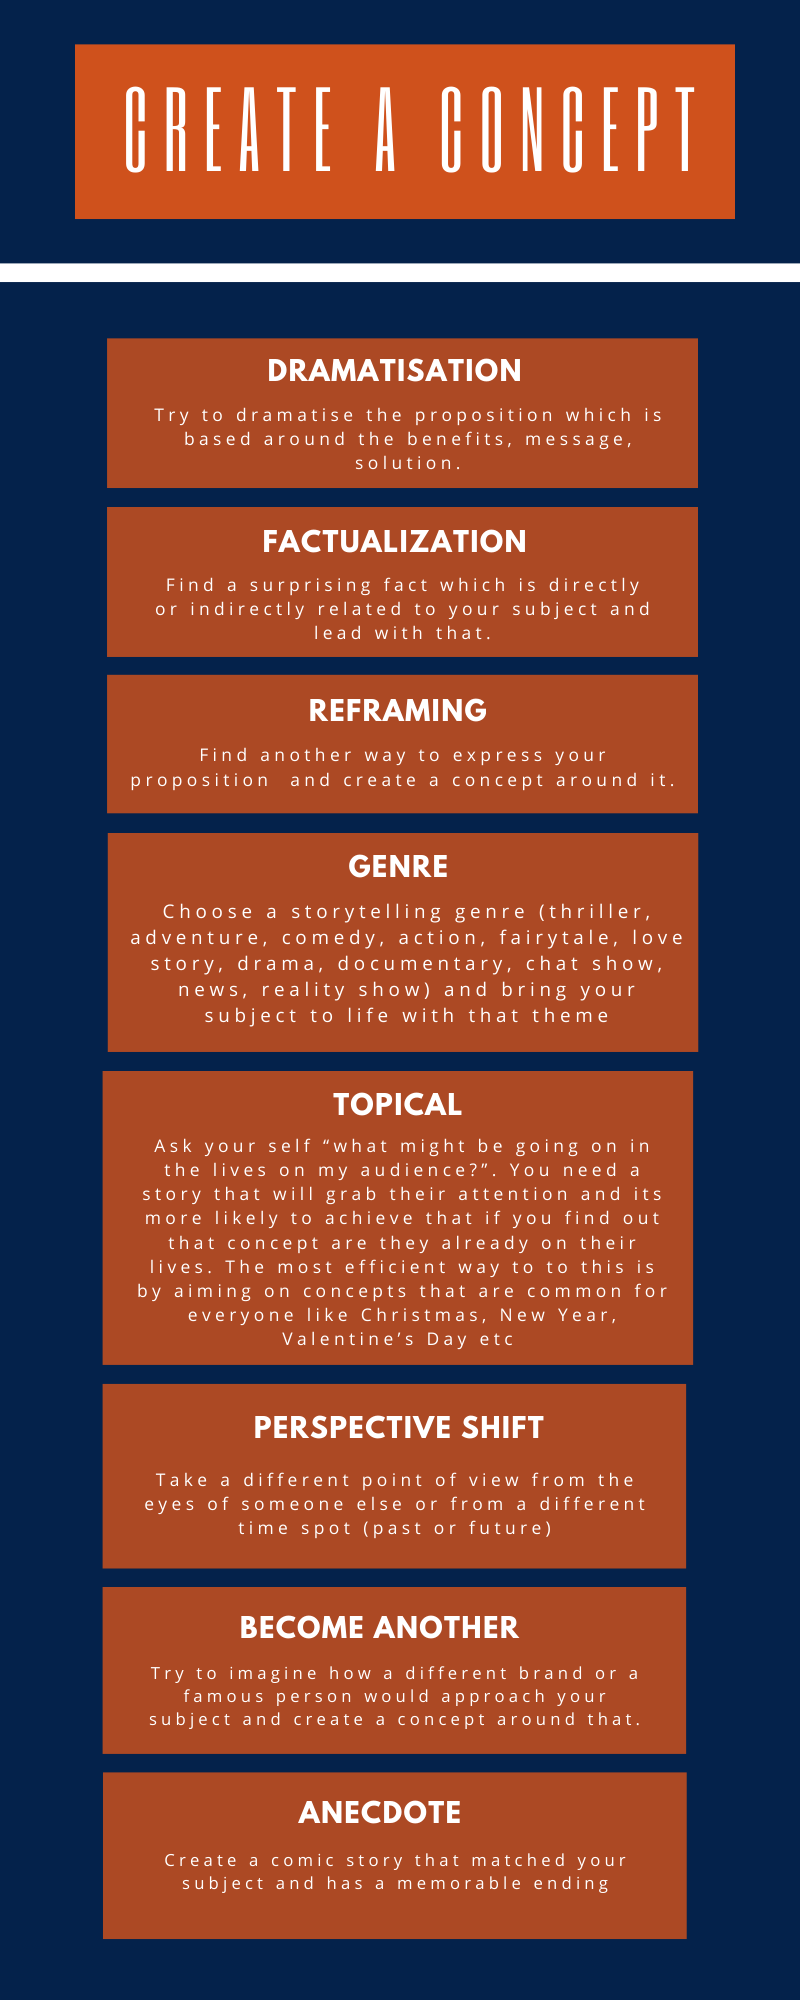 CREATE A CONCEPT
DRAMATISATION
Try to dramatise the proposition which is
based around the benefits, message,
solution.
FACTUALIZATION
Find a surprising fact which is directly
or indirectly related to your subject and
lead with that.
REFRAMING
Find another way to express your
proposition  and create a concept around it.
GENRE
Choose a storytelling genre (thriller,
adventure, comedy, action, fairytale, love
story, drama, documentary, chat show,
news, reality show) and bring your
subject to life with that theme
TOPICAL
Ask your self “what might be going on in
the lives on my audience?”. You need a
story that will grab their attention and its
more likely to achieve that if you find out
that concept are they already on their
lives. The most efficient way to to this is
by aiming on concepts that are common for
everyone like Christmas, New Year,
Valentine’s Day etc
PERSPECTIVE SHIFT
Take a different point of view from the
eyes of someone else or from a different
time spot (past or future)
BECOME ANOTHER
Try to imagine how a different brand or a
famous person would approach your
subject and create a concept around that.
ANECDOTE
Create a comic story that matched your
subject and has a memorable ending